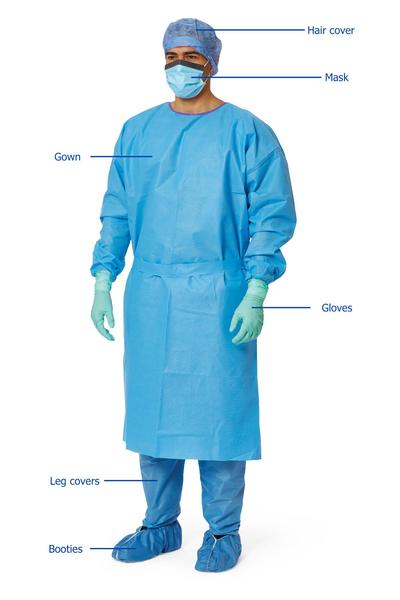 Hair cover
Mask
Gown
Gloves
Leg covers
Booties